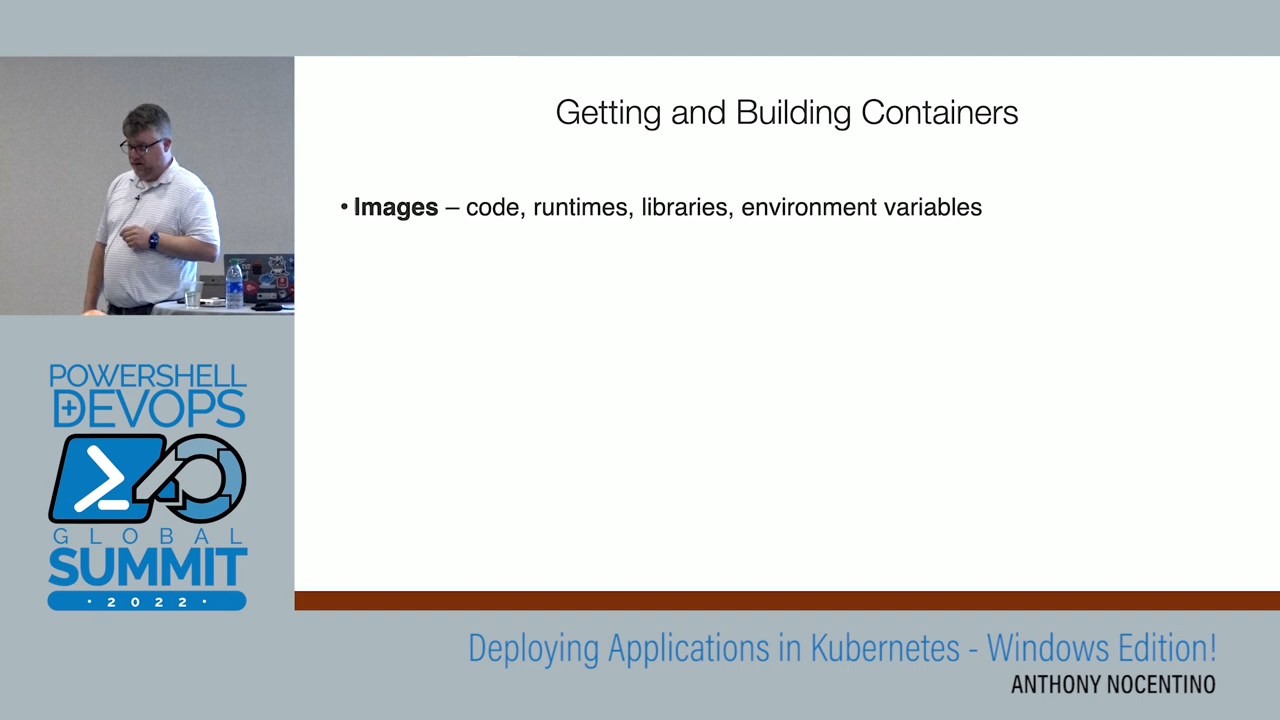 Getting and Building Containers
• Images – code, runtimes, libraries, environment variables
POWERSHELL
+DEVOPS
GLOBAL
SUMMIT
· 2022 ·
Deploying Applications in Kubernetes - Windows Edition!
ANTHONY NOCENTINO